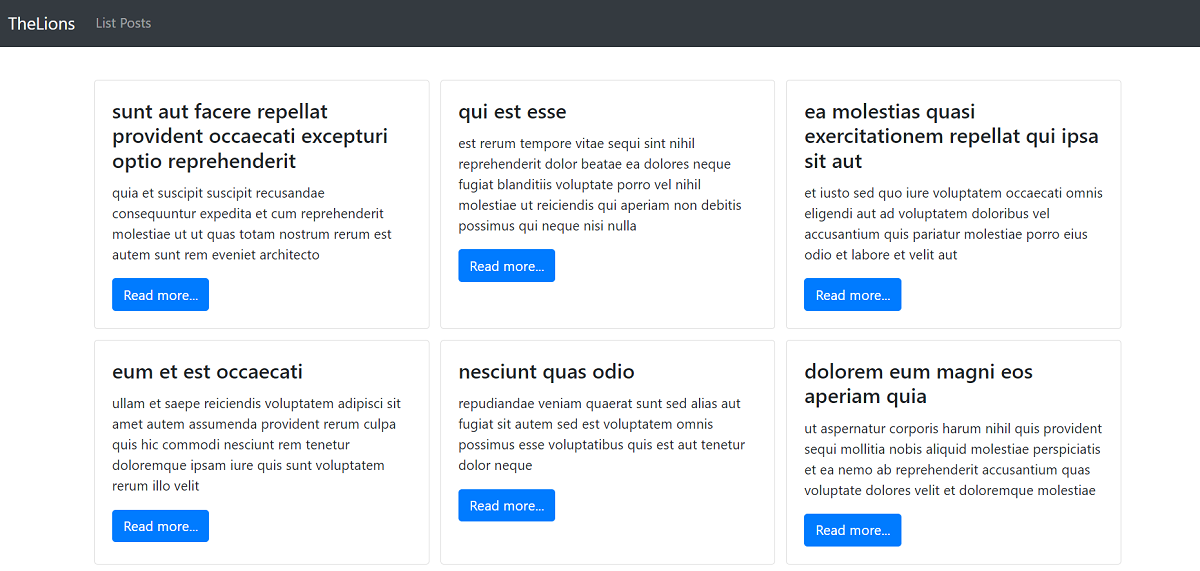 TheLions List Posts
sunt aut facere repellat
provident occaecati excepturi
optio reprehenderit
quia et suscipit suscipit recusandae
consequuntur expedita et cum reprehenderit
molestiae ut ut quas totam nostrum rerum est
autem sunt rem eveniet architecto
Read more...
qui est esse
est rerum tempore vitae sequi sint nihil
reprehenderit dolor beatae ea dolores neque
fugiat blanditiis voluptate porro vel nihil
molestiae ut reiciendis qui aperiam non debitis
possimus qui neque nisi nulla
Read more...
ea molestias quasi
exercitationem repellat qui ipsa
sit aut
et iusto sed quo iure voluptatem occaecati omnis
eligendi aut ad voluptatem doloribus vel
accusantium quis pariatur molestiae porro eius
odio et labore et velit aut
Read more...
eum et est occaecati
ullam et saepe reiciendis voluptatem adipisci sit
amet autem assumenda provident rerum culpa
quis hic commodi nesciunt rem tenetur
doloremque ipsam iure quis sunt voluptatem
rerum illo velit
Read more...
nesciunt quas odio
repudiandae veniam quaerat sunt sed alias aut
fugiat sit autem sed est voluptatem omnis
possimus esse voluptatibus quis est aut tenetur
dolor neque
Read more...
dolorem eum magni eos
aperiam quia
ut aspernatur corporis harum nihil quis provident
sequi mollitia nobis aliquid molestiae perspiciatis
et ea nemo ab reprehenderit accusantium quas
voluptate dolores velit et doloremque molestiae
Read more...